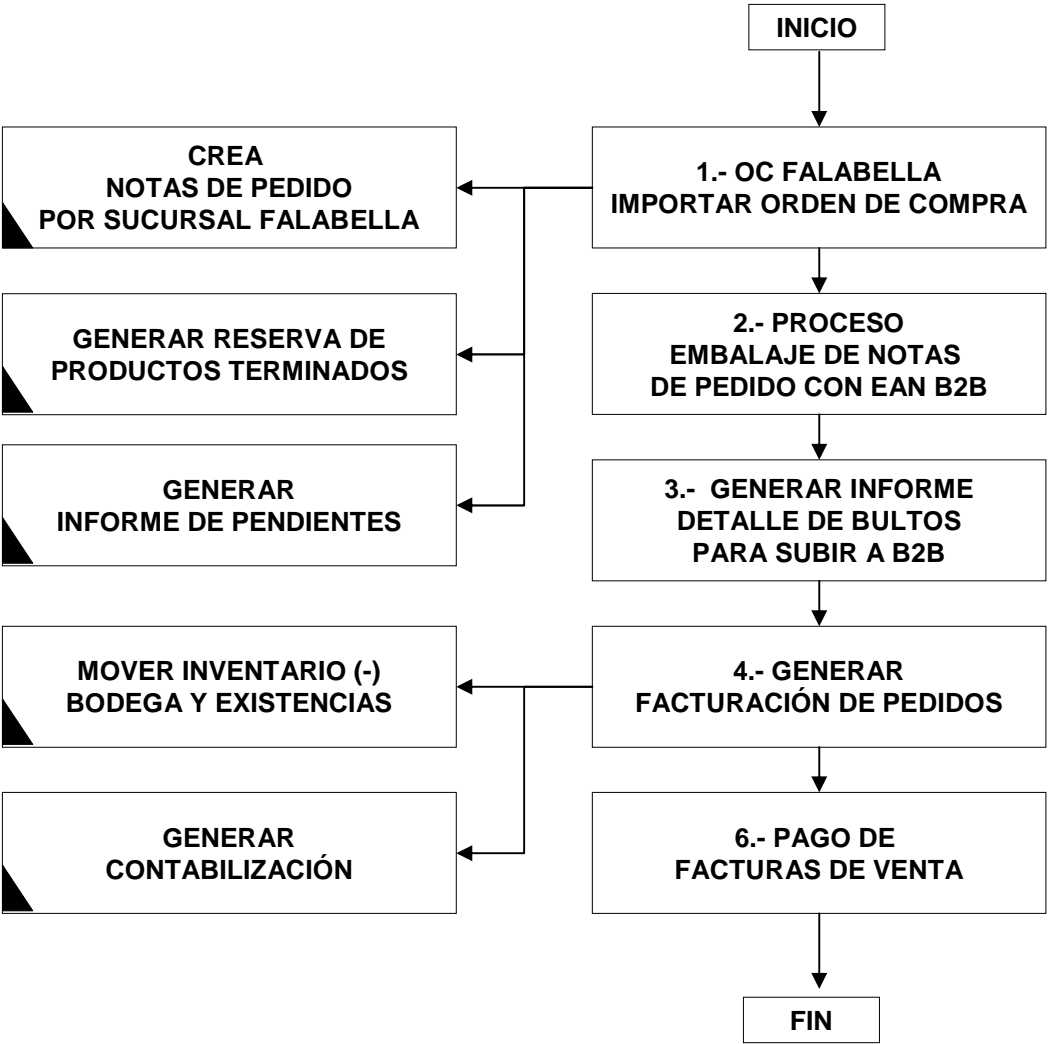 INICIO
CREA
NOTAS DE PEDIDO
POR SUCURSAL FALABELLA
1.- OC FALABELLA
IMPORTAR ORDEN DE COMPRA
GENERAR RESERVA DE
PRODUCTOS TERMINADOS
2.- PROCESO
EMBALAJE DE NOTAS
DE PEDIDO CON EAN B2B
GENERAR
INFORME DE PENDIENTES
3.- GENERAR INFORME
DETALLE DE BULTOS
PARA SUBIR A B2B
MOVER INVENTARIO (-)
BODEGA Y EXISTENCIAS
4.- GENERAR
FACTURACIÓN DE PEDIDOS
GENERAR
CONTABILIZACIÓN
6.- PAGO DE
FACTURAS DE VENTA
FIN